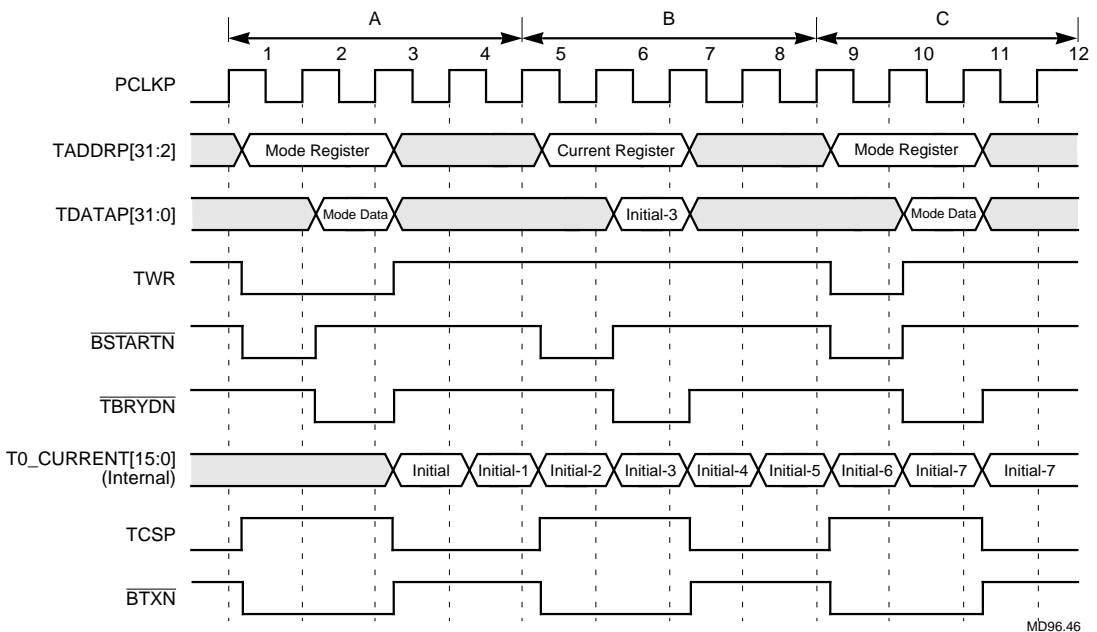 A B C
1 2 3 4 5 6 7 8 9 10 11 12
PCLKP
TADDRP[31:2] Mode Register Current Register Mode Register
TDATAP[31:0] Mode Data Initial-3 Mode Data
TWR
BSTARTN
TBRYDN
T0_CURRENT[15:0] Initial Initial-1 Initial-2 Initial-3 Initial-4 Initial-5 Initial-6 Initial-7 Initial-7
(Internal)
TCSP
BTXN
MD96.46